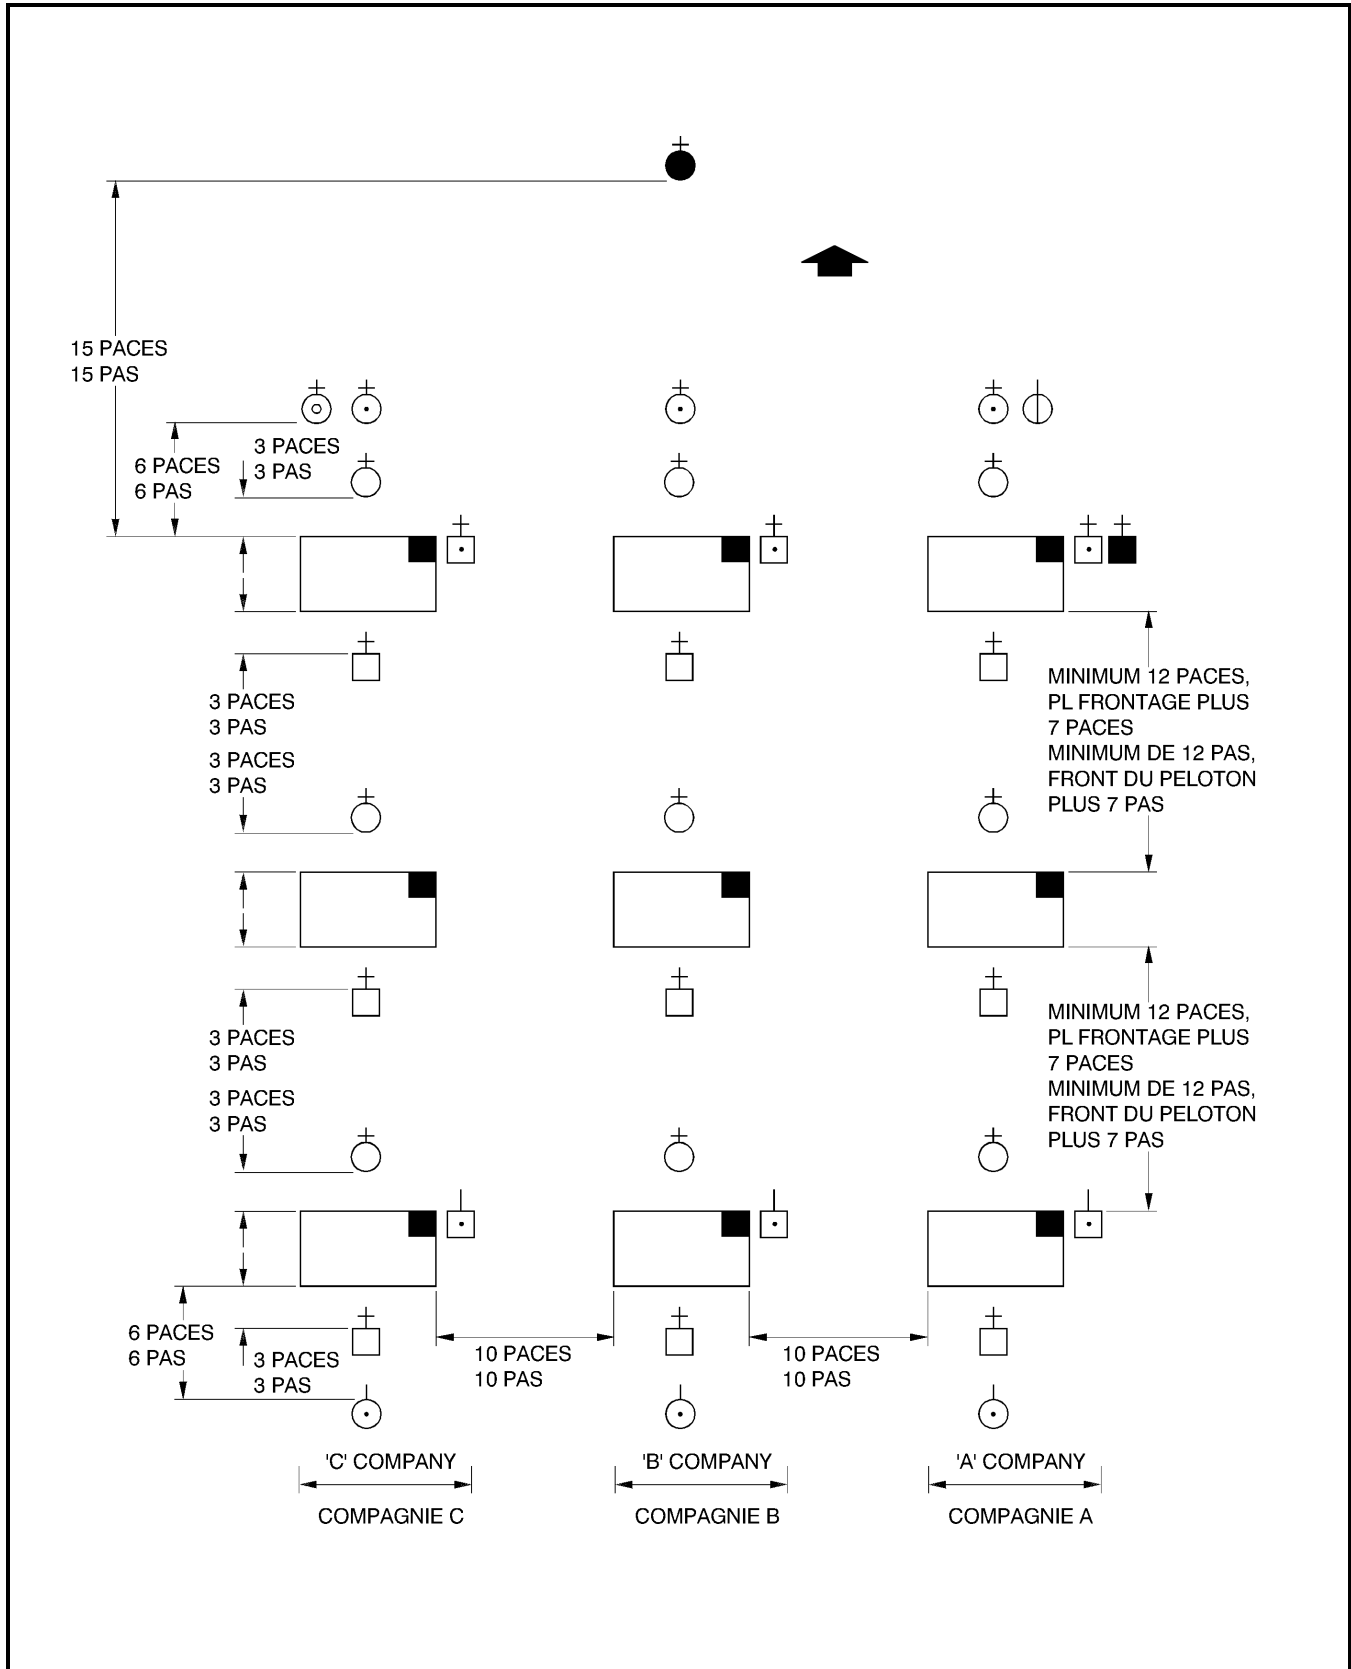 15 PACES
15 PAS
3 PACES
3 PAS
6 PACES
6 PAS
3 PACES
3 PAS
3 PACES
3 PAS
MINIMUM 12 PACES,
PL FRONTAGE PLUS
7 PACES
MINIMUM DE 12 PAS,
FRONT DU PELOTON
PLUS 7 PAS
3 PACES
3 PAS
3 PACES
3 PAS
MINIMUM 12 PACES,
PL FRONTAGE PLUS
7 PACES
MINIMUM DE 12 PAS,
FRONT DU PELOTON
PLUS 7 PAS
6 PACES
6 PAS
3 PACES
3 PAS
10 PACES
10 PAS
10 PACES
10 PAS
'C' COMPANY
COMPAGNIE C
'B' COMPANY
COMPAGNIE B
'A' COMPANY
COMPAGNIE A